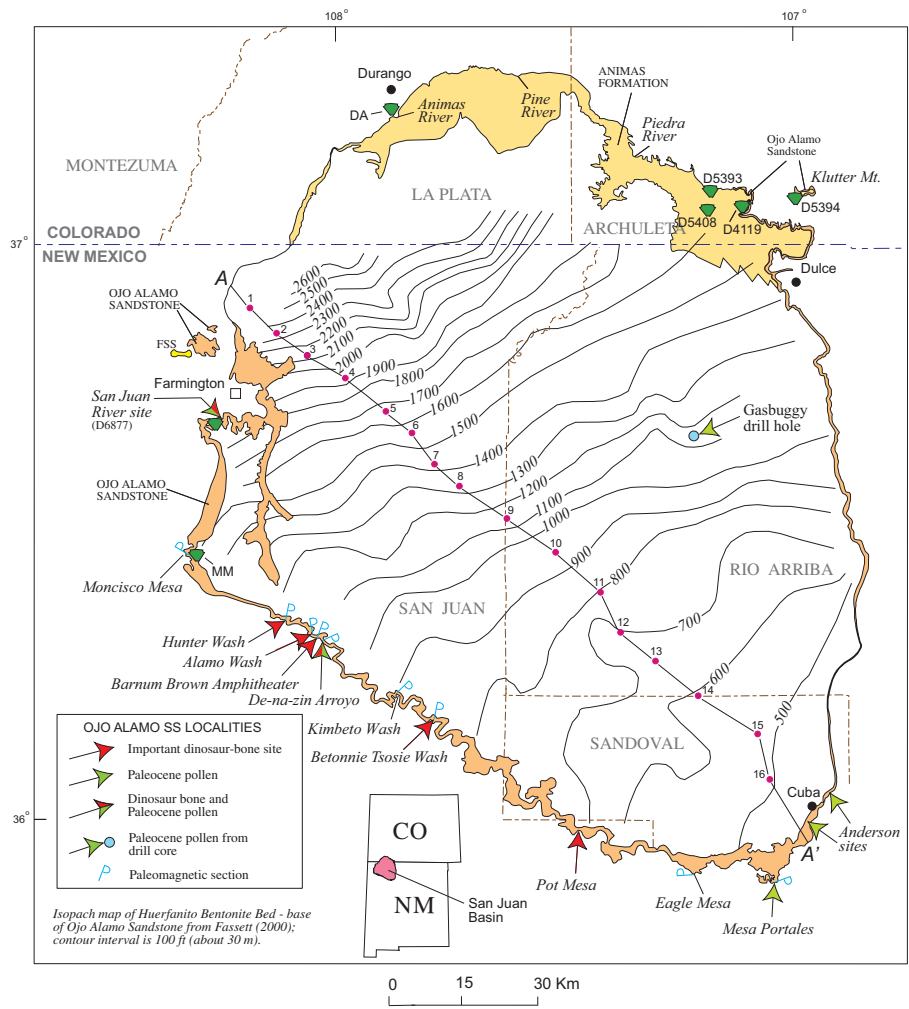 108°
107°
Durango
DA
Animas
River
Pine
River
ANIMAS
FORMATION
Piedra
River
Ojo Alamo
Sandstone
Klutter Mt.
D5393
D5394
D5408
D4119
MONTEZUMA
LA PLATA
ARCHULETA
37°
COLORADO
NEW MEXICO
Dulce
A
OJO ALAMO
SANDSTONE
FSS
Farmington
San Juan
River site
(D6877)
OJO ALAMO
SANDSTONE
MM
Moncisco Mesa
2600
2500
2400
2300
2200
2100
2000
1900
1800
1700
1600
1500
1400
1300
1200
1100
1000
900
800
700
600
500
1
2
3
4
5
6
7
8
9
10
11
12
13
14
15
16
Gasbuggy
drill hole
RIO ARRIBA
SAN JUAN
SANDOVAL
Hunter Wash
Alamo Wash
Barnum Brown Amphitheater
De-na-zin Arroyo
Kimbeto Wash
Betonnie Tsosie Wash
36°
Cuba
A'
Anderson
sites
Pot Mesa
Eagle Mesa
Mesa Portales
OJO ALAMO SS LOCALITIES
Important dinosaur-bone site
Paleocene pollen
Dinosaur bone and
Paleocene pollen
Paleocene pollen from
drill core
P Paleomagnetic section
P
P
P
P
P
P
P
P
P
CO
NM
San Juan
Basin
Isopach map of Huerfanito Bentonite Bed - base
of Ojo Alamo Sandstone from Fassett (2000);
contour interval is 100 ft (about 30 m).
0 15 30 Km